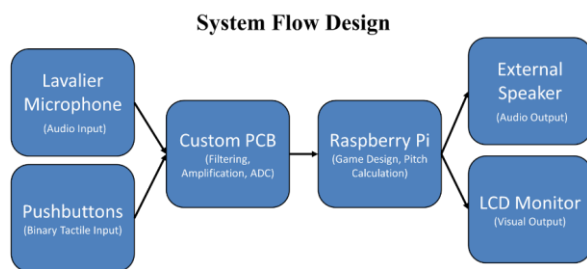 System Flow Design
Lavalier
Microphone
(Audio Input)
Pushbuttons
(Binary Tactile Input)
Custom PCB
(Filtering,
Amplification, ADC)
Raspberry Pi
(Game Design, Pitch
Calculation)
External
Speaker
(Audio Output)
LCD Monitor
(Visual Output)